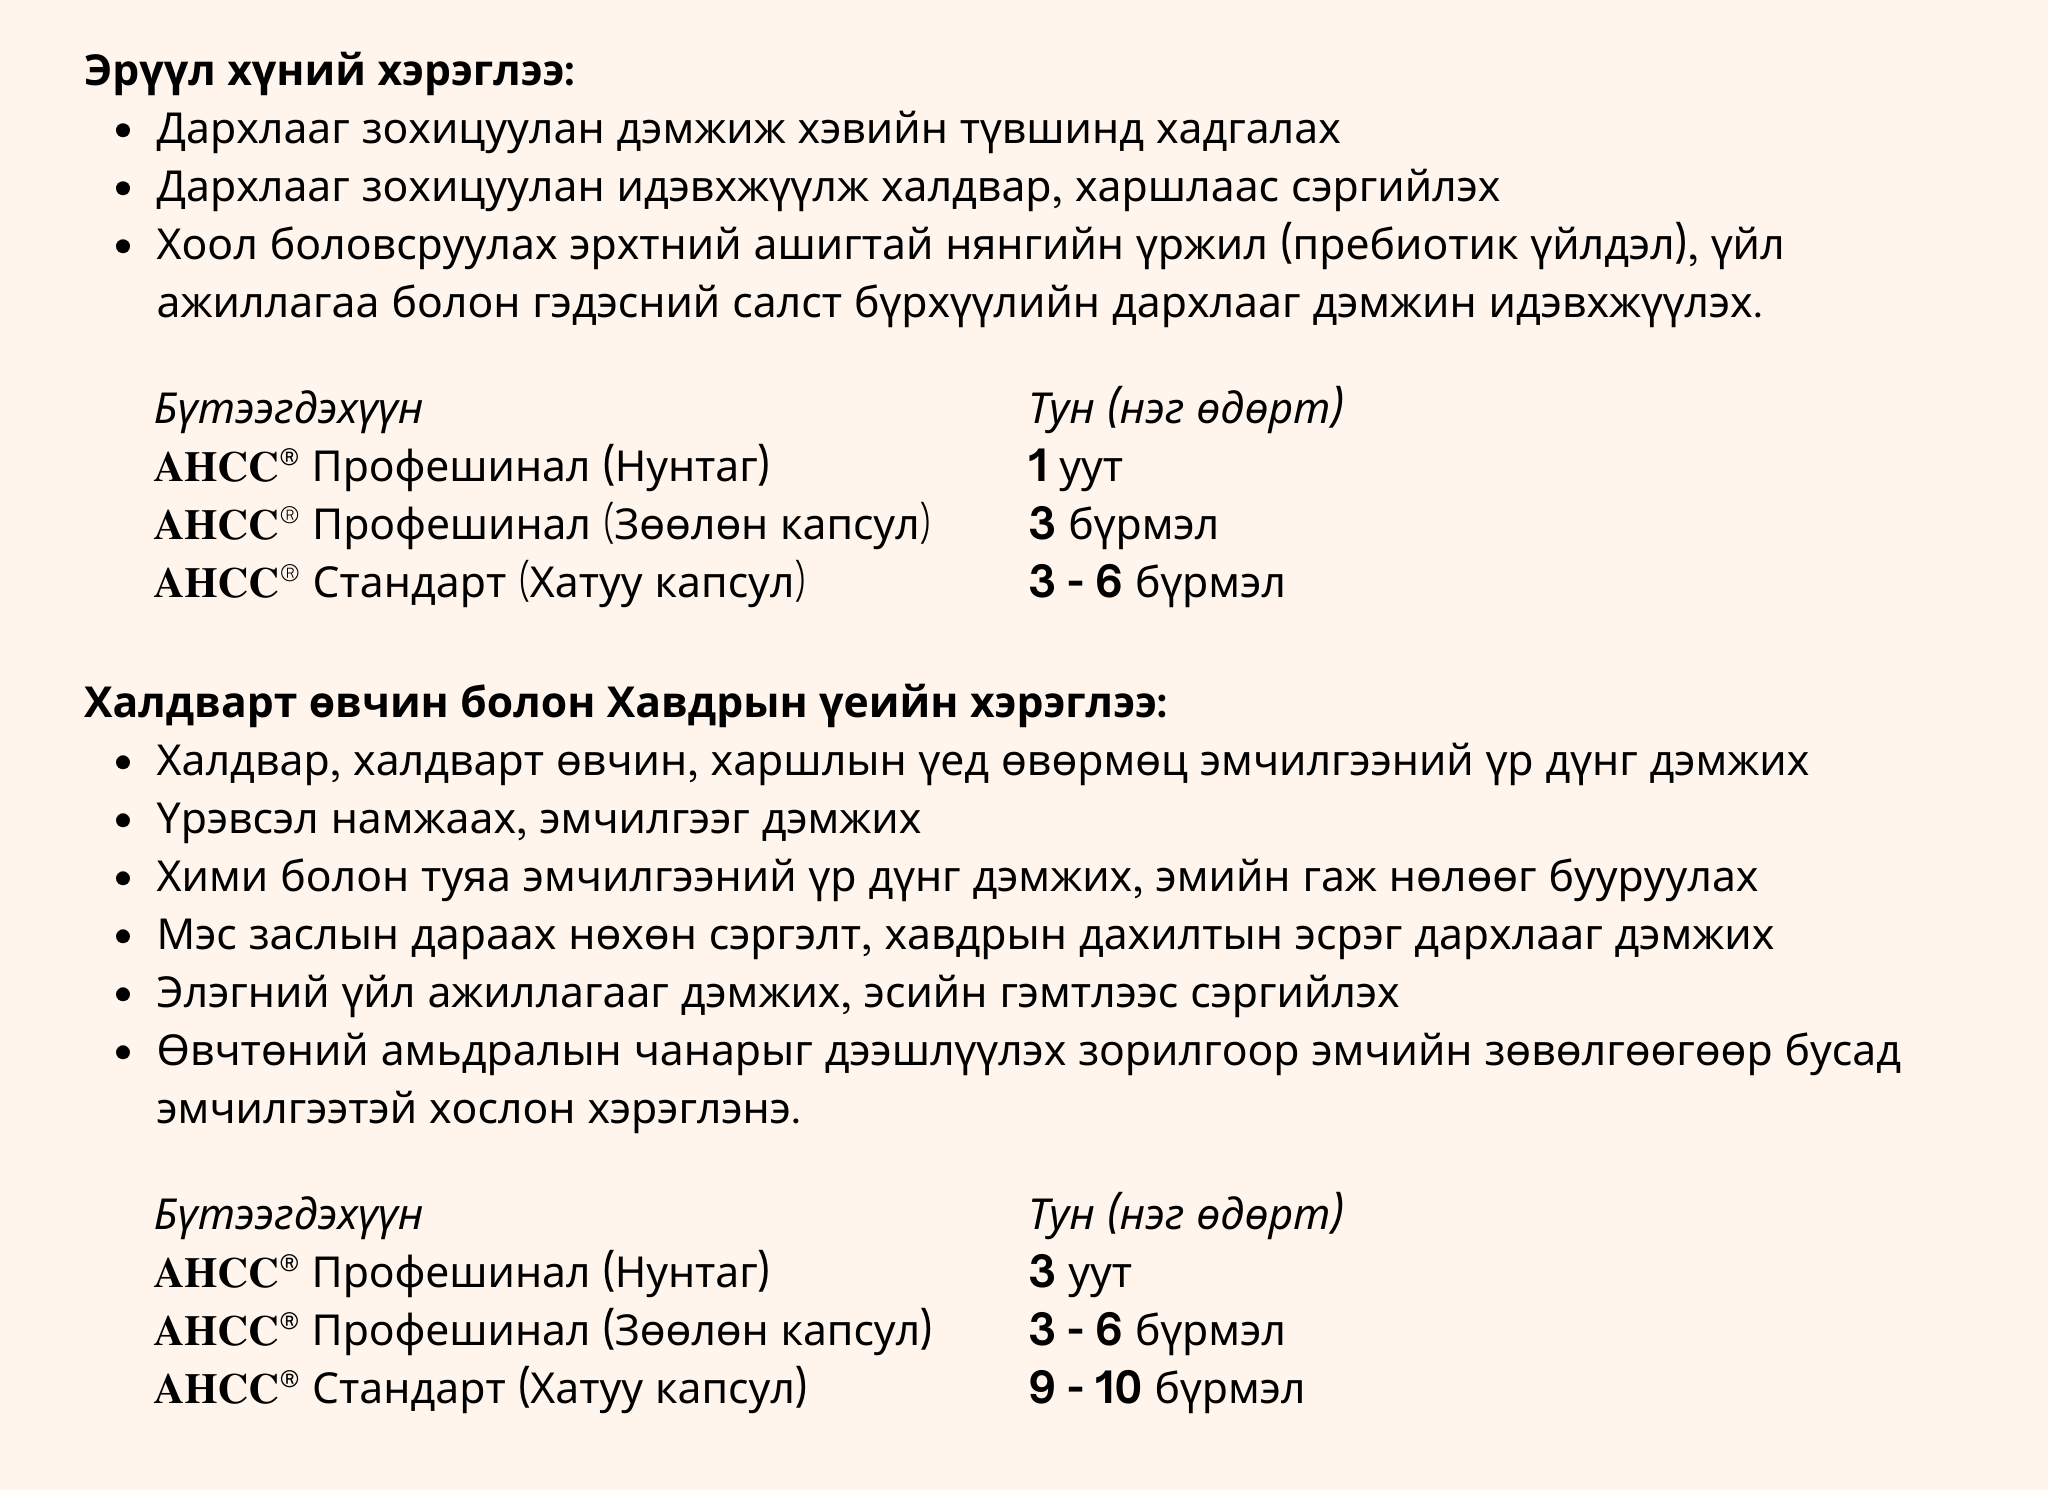 Эрүүл хүний хэрэглээ:
• Дархлааг зохицуулан дэмжиж хэвийн түвшинд хадгалах
• Дархлааг зохицуулан идэвхжүүлж халдвар, харшлаас сэргийлэх
• Хоол боловсруулах эрхтний ашигтай нянгийн үржил (пребиотик үйлдэл), үйл
ажиллагаа болон гэдэсний салст бүрхүүлийн дархлааг дэмжин идэвхжүүлэх.
Бүтээгдэхүүн Тун (нэг өдөрт)
AHCC® Профешинал (Нунтаг) 1 уут
AHCC® Профешинал (Зөөлөн капсул) 3 бүрмэл
AHCC® Стандарт (Хатуу капсул) 3 - 6 бүрмэл
Халдварт өвчин болон Хавдрын үеийн хэрэглээ:
• Халдвар, халдварт өвчин, харшлын үед өвөрмөц эмчилгээний үр дүнг дэмжих
• Үрэвсэл намжаах, эмчилгээг дэмжих
• Хими болон туяа эмчилгээний үр дүнг дэмжих, эмийн гаж нөлөөг бууруулах
• Мэс заслын дараах нөхөн сэргэлт, хавдрын дахилтын эсрэг дархлааг дэмжих
• Элэгний үйл ажиллагааг дэмжих, эсийн гэмтлээс сэргийлэх
• Өвчтөний амьдралын чанарыг дээшлүүлэх зорилгоор эмчийн зөвөлгөөгөөр бусад
эмчилгээтэй хослон хэрэглэнэ.
Бүтээгдэхүүн Тун (нэг өдөрт)
AHCC® Профешинал (Нунтаг) 3 уут
AHCC® Профешинал (Зөөлөн капсул) 3 - 6 бүрмэл
AHCC® Стандарт (Хатуу капсул) 9 - 10 бүрмэл